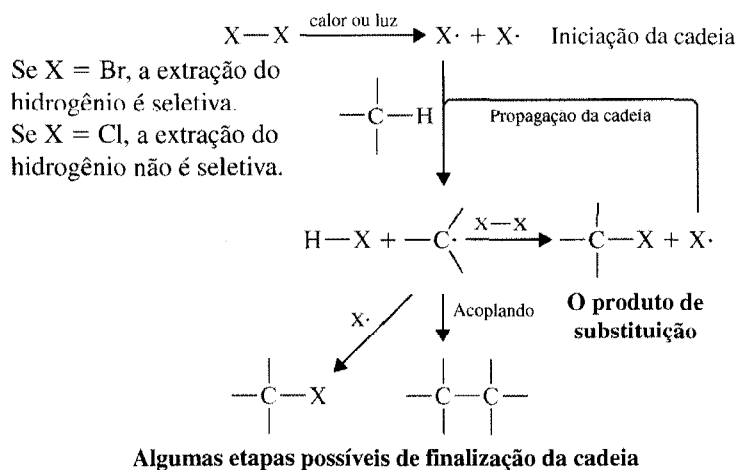 X—X calor ou luz X· + X· Iniciação da cadeia
Se X = Br, a extração do
hidrogênio é seletiva.
Se X = Cl, a extração do
hidrogênio não é seletiva.
—C—H Propagação da cadeia
H—X + —C· X—X —C—X + X·
X· Acoplando O produto de
substituição
—C—X —C—C—
Algumas etapas possíveis de finalização da cadeia